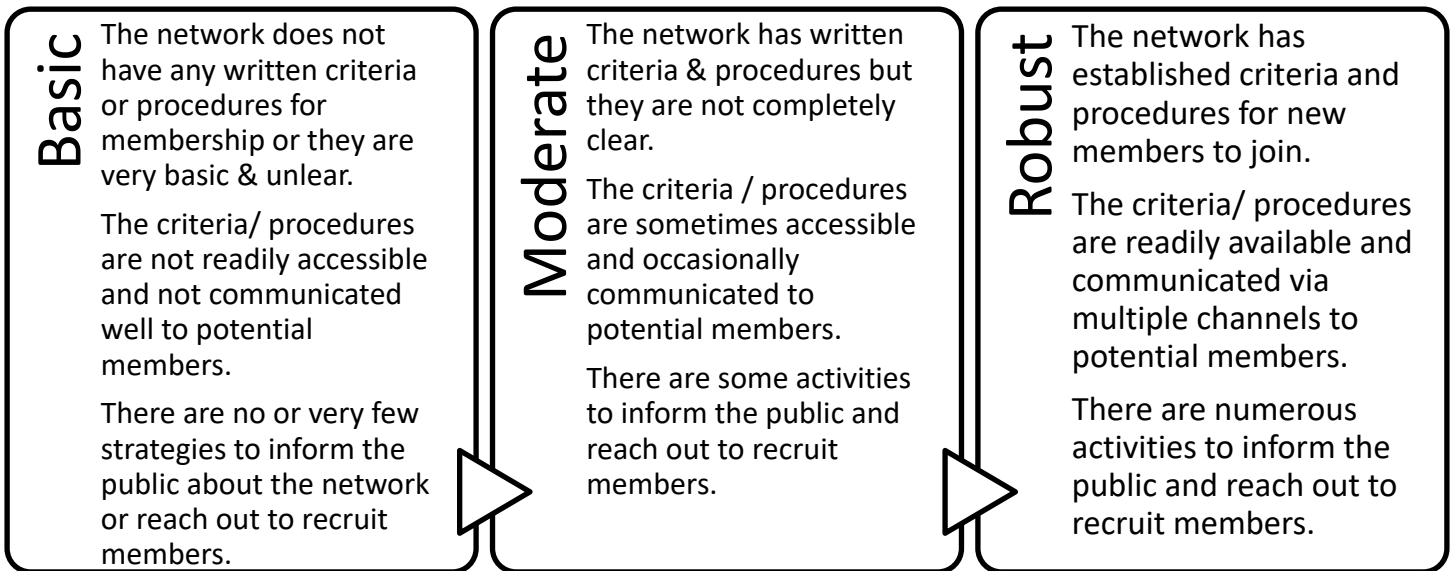 Basic
The network does not
have any written criteria
or procedures for
membership or they are
very basic & unlear.
The criteria/ procedures
are not readily accessible
and not communicated
well to potential
members.
There are no or very few
strategies to inform the
public about the network
or reach out to recruit
members.
Moderate
The network has written
criteria & procedures but
they are not completely
clear.
The criteria / procedures
are sometimes accessible
and occasionally
communicated to
potential members.
There are some activities
to inform the public and
reach out to recruit
members.
Robust
The network has
established criteria and
procedures for new
members to join.
The criteria/ procedures
are readily available and
communicated via
multiple channels to
potential members.
There are numerous
activities to inform the
public and reach out to
recruit members.